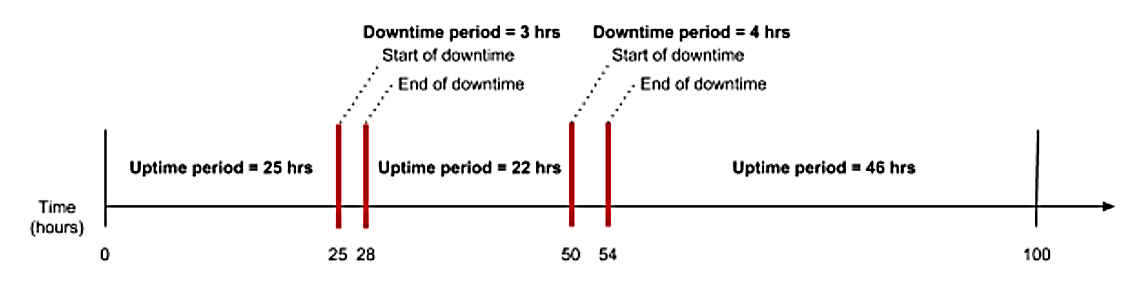 Downtime period = 3 hrs
Start of downtime
End of downtime
Downtime period = 4 hrs
Start of downtime
End of downtime
Uptime period = 25 hrs
Uptime period = 22 hrs
Uptime period = 46 hrs
Time
(hours)
0
25
28
50
54
100